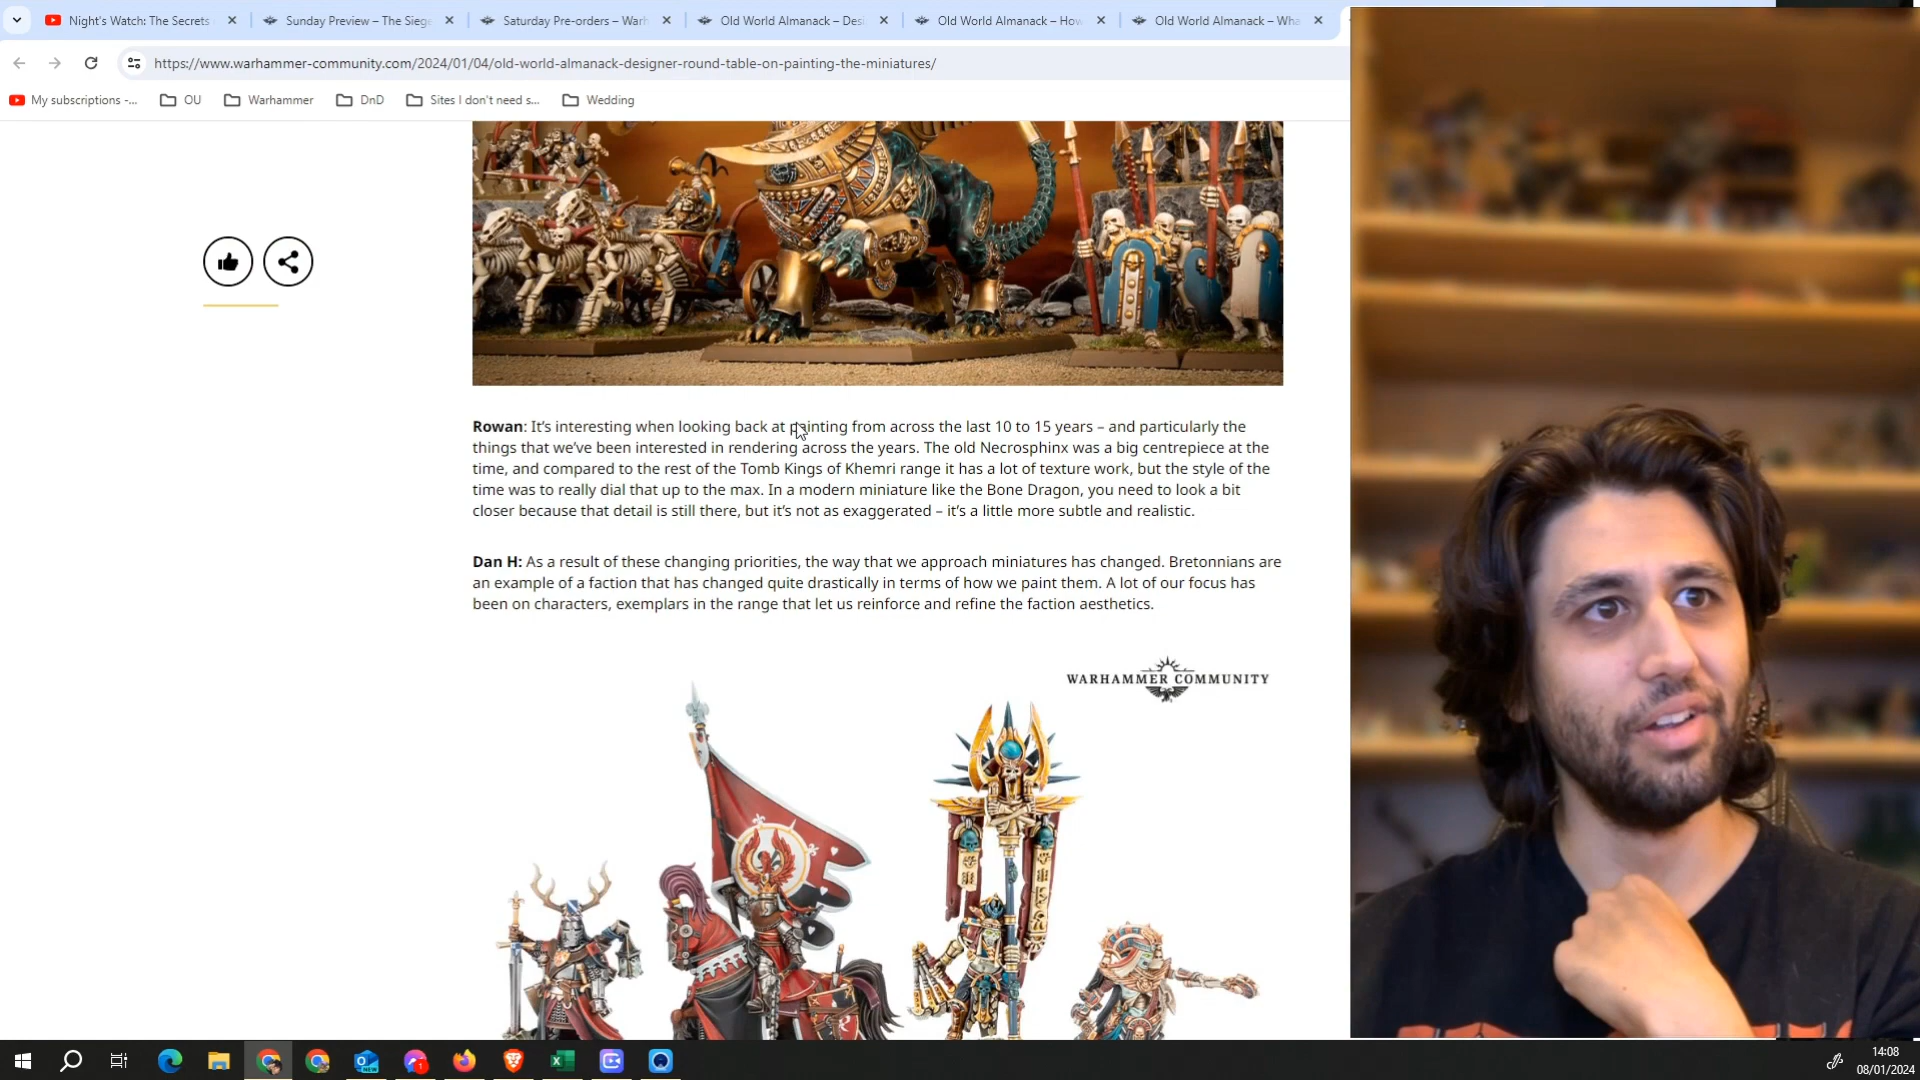 Night's Watch: The Secrets
Sunday Preview – The Siege
Saturday Pre-orders – Warh
Old World Almanack – Desi
Old World Almanack – How
Old World Almanack – Wha
https://www.warhammer-community.com/2024/01/04/old-world-almanack-designer-round-table-on-painting-the-miniatures/
My subscriptions -...
OU
Warhammer
DnD
Sites I don't need s...
Wedding
Rowan: It's interesting when looking back at painting from across the last 10 to 15 years – and particularly the
things that we've been interested in rendering across the years. The old Necrosphinx was a big centrepiece at the
time, and compared to the rest of the Tomb Kings of Khemri range it has a lot of texture work, but the style of the
time was to really dial that up to the max. In a modern miniature like the Bone Dragon, you need to look a bit
closer because that detail is still there, but it's not as exaggerated – it's a little more subtle and realistic.
Dan H: As a result of these changing priorities, the way that we approach miniatures has changed. Bretonnians are
an example of a faction that has changed quite drastically in terms of how we paint them. A lot of our focus has
been on characters, exemplars in the range that let us reinforce and refine the faction aesthetics.
WARHAMMER COMMUNITY
NEW
1
14:08
08/01/2024